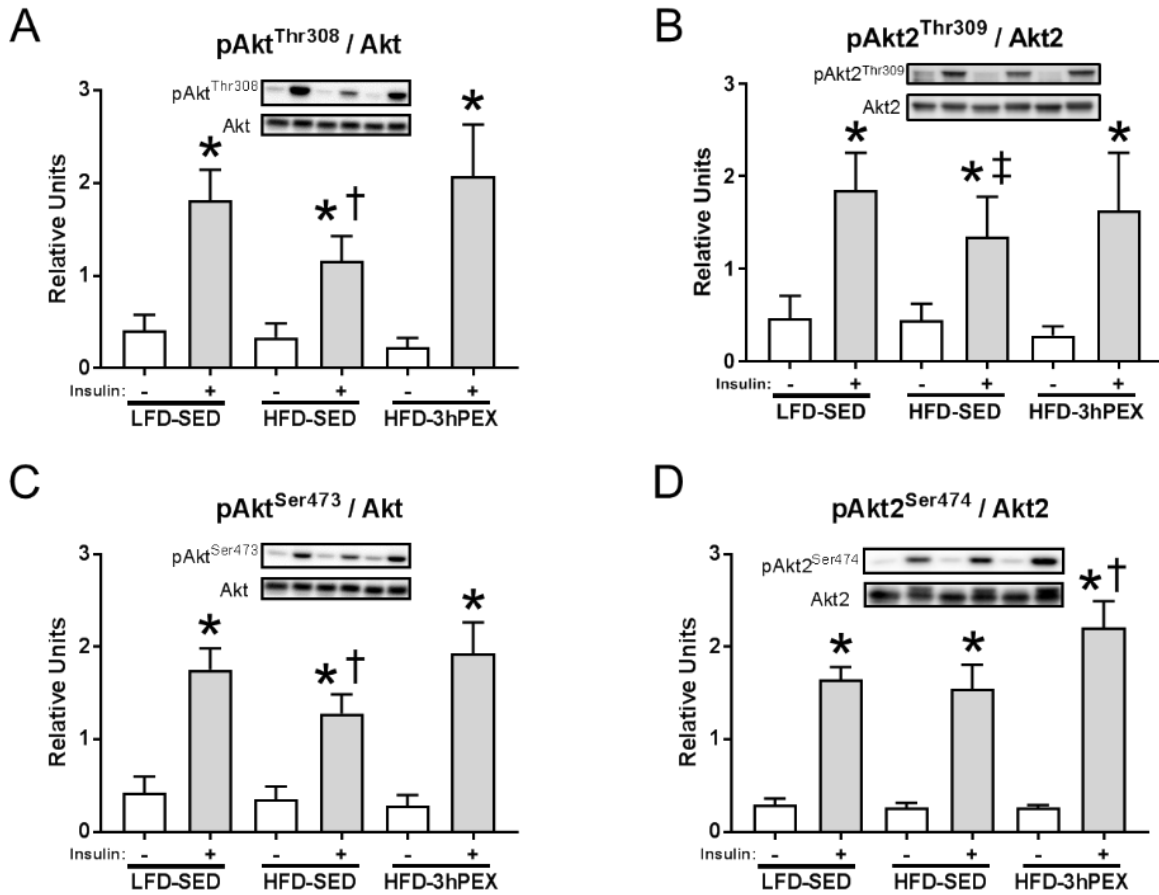 A
pAkt^Thr308 / Akt
pAkt^Thr308
Akt
Relative Units
3
2
1
0
* * † *
Insulin: - + - + - +
LFD-SED HFD-SED HFD-3hPEX
B
pAkt2^Thr309 / Akt2
pAkt2^Thr309
Akt2
Relative Units
3
2
1
0
* * ‡ *
Insulin: - + - + - +
LFD-SED HFD-SED HFD-3hPEX
C
pAkt^Ser473 / Akt
pAkt^Ser473
Akt
Relative Units
3
2
1
0
* * † *
Insulin: - + - + - +
LFD-SED HFD-SED HFD-3hPEX
D
pAkt2^Ser474 / Akt2
pAkt2^Ser474
Akt2
Relative Units
3
2
1
0
* * * †
Insulin: - + - + - +
LFD-SED HFD-SED HFD-3hPEX